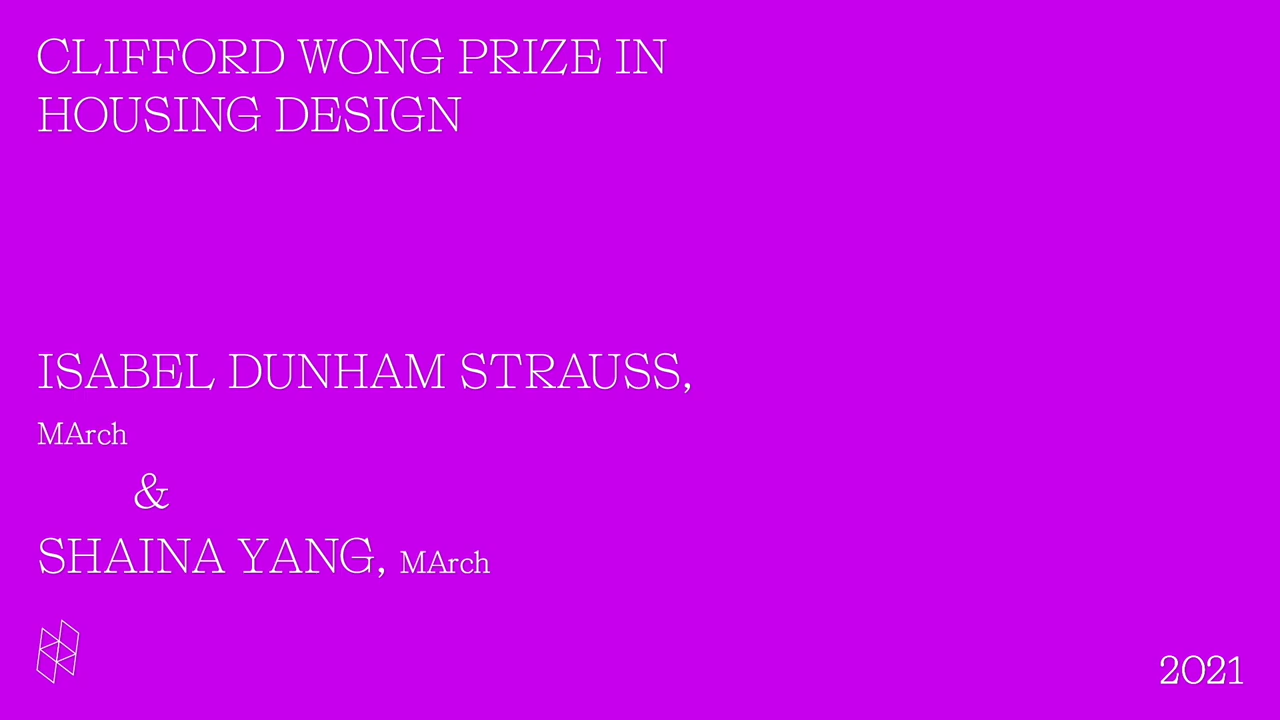 CLIFFORD WONG PRIZE IN
HOUSING DESIGN
ISABEL DUNHAM STRAUSS,
MArch
&
SHAINA YANG, MArch
2021